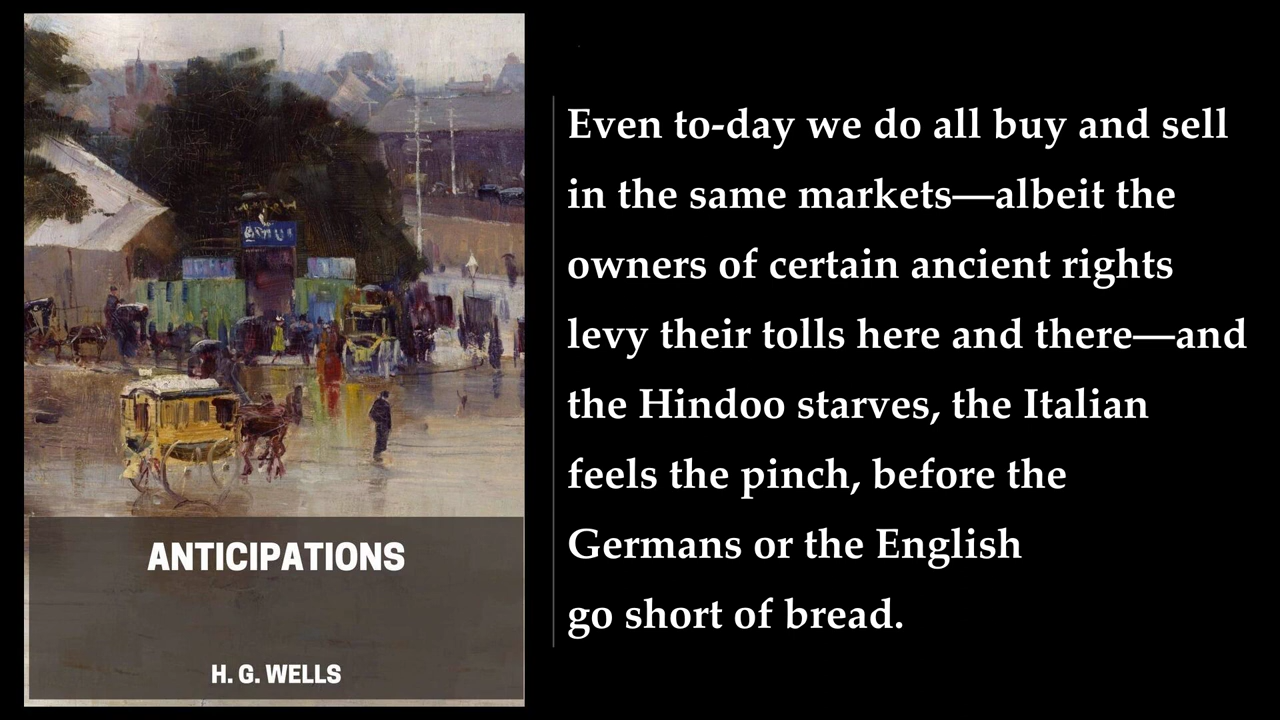 ANTICIPATIONS
H. G. WELLS
Even to-day we do all buy and sell
in the same markets—albeit the
owners of certain ancient rights
levy their tolls here and there—and
the Hindoo starves, the Italian
feels the pinch, before the
Germans or the English
go short of bread.